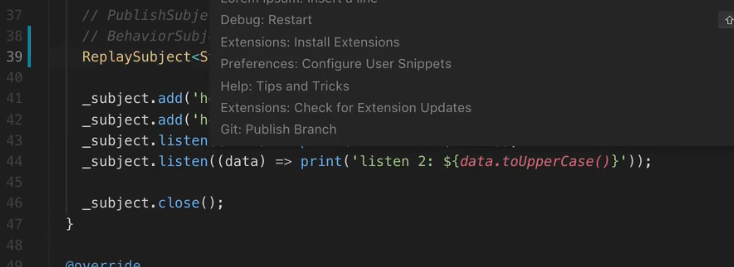 Lorem Ipsum: Insert a line
37 // PublishSubje
Debug: Restart
38 // BehaviorSubj
Extensions: Install Extensions
39 ReplaySubject<S
Preferences: Configure User Snippets
40
Help: Tips and Tricks
41 _subject.add('h
Extensions: Check for Extension Updates
42 _subject.add('h
Git: Publish Branch
43 _subject.listen
44 _subject.listen((data) => print('listen 2: ${data.toUpperCase()}'));
45
46 _subject.close();
47 }
48
49 @override